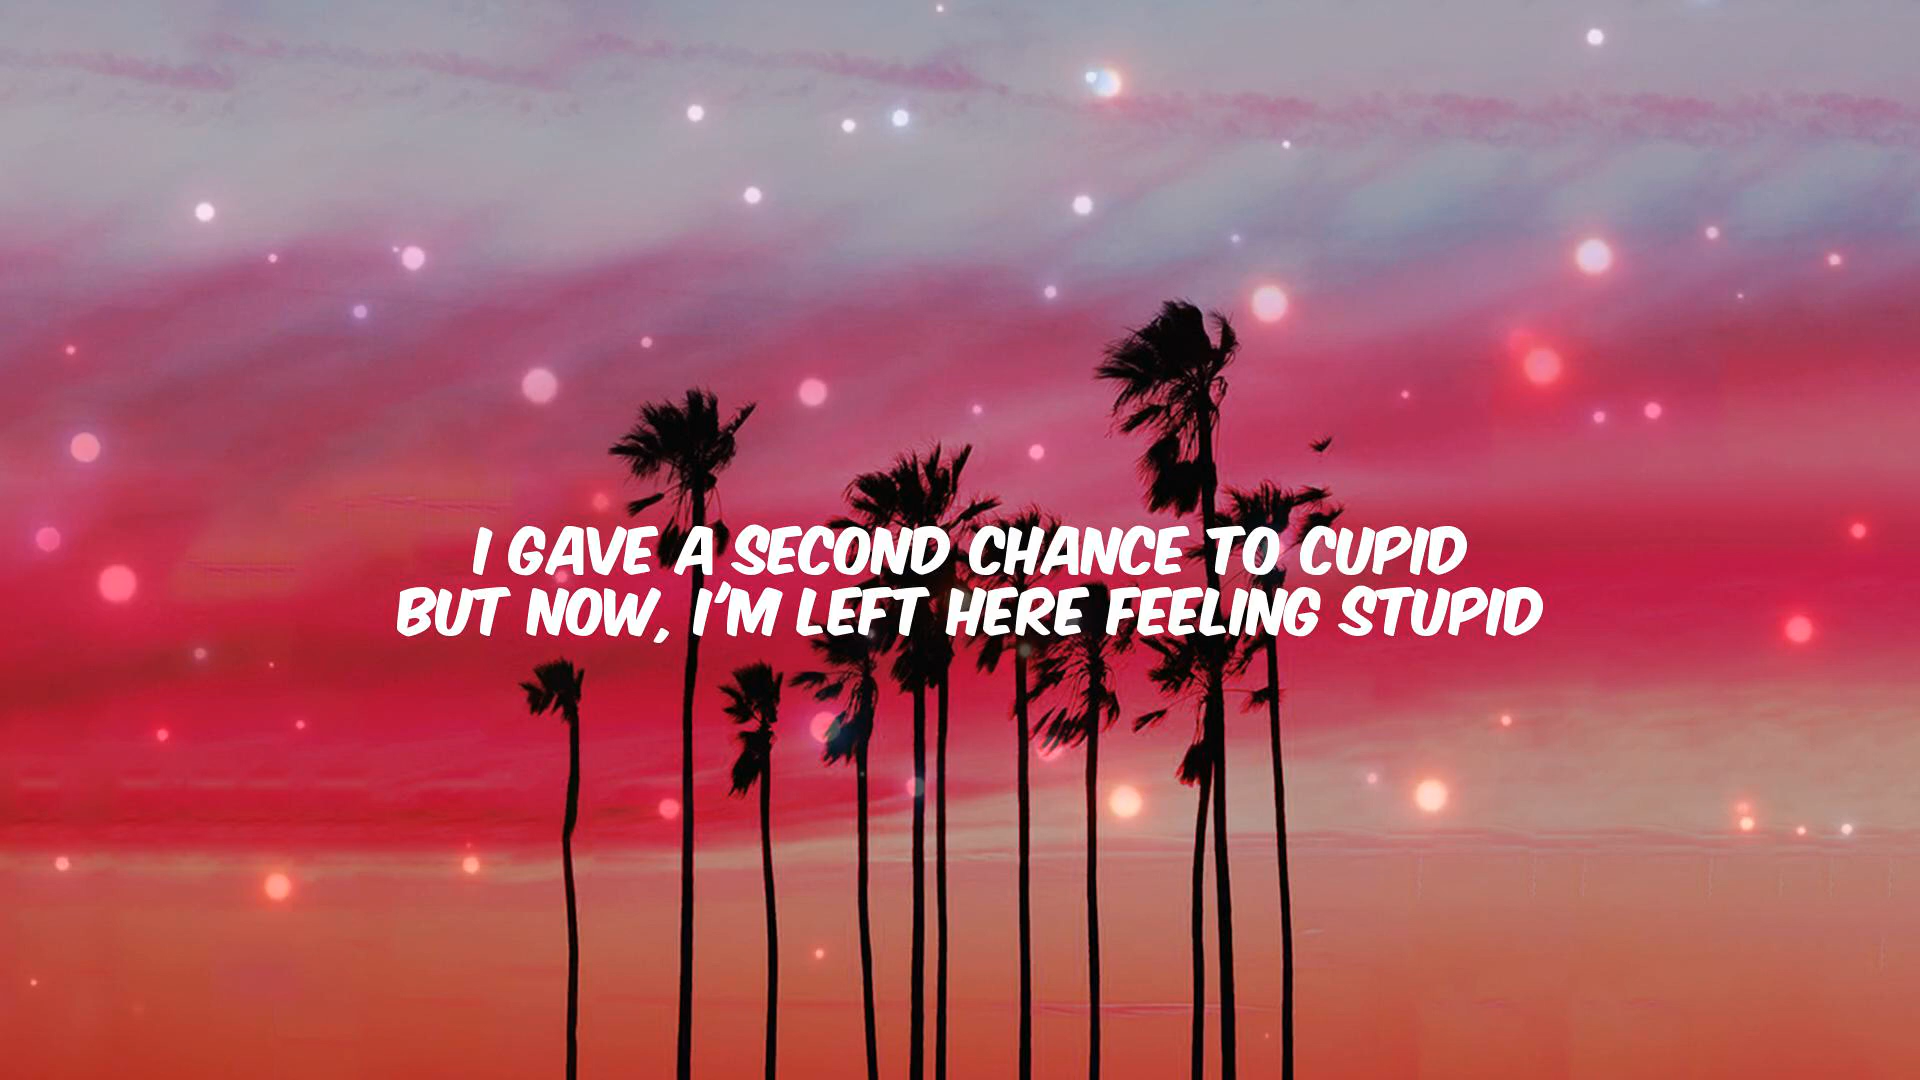 I GAVE A SECOND CHANCE TO CUPID
BUT NOW, I'M LEFT HERE FEELING STUPID